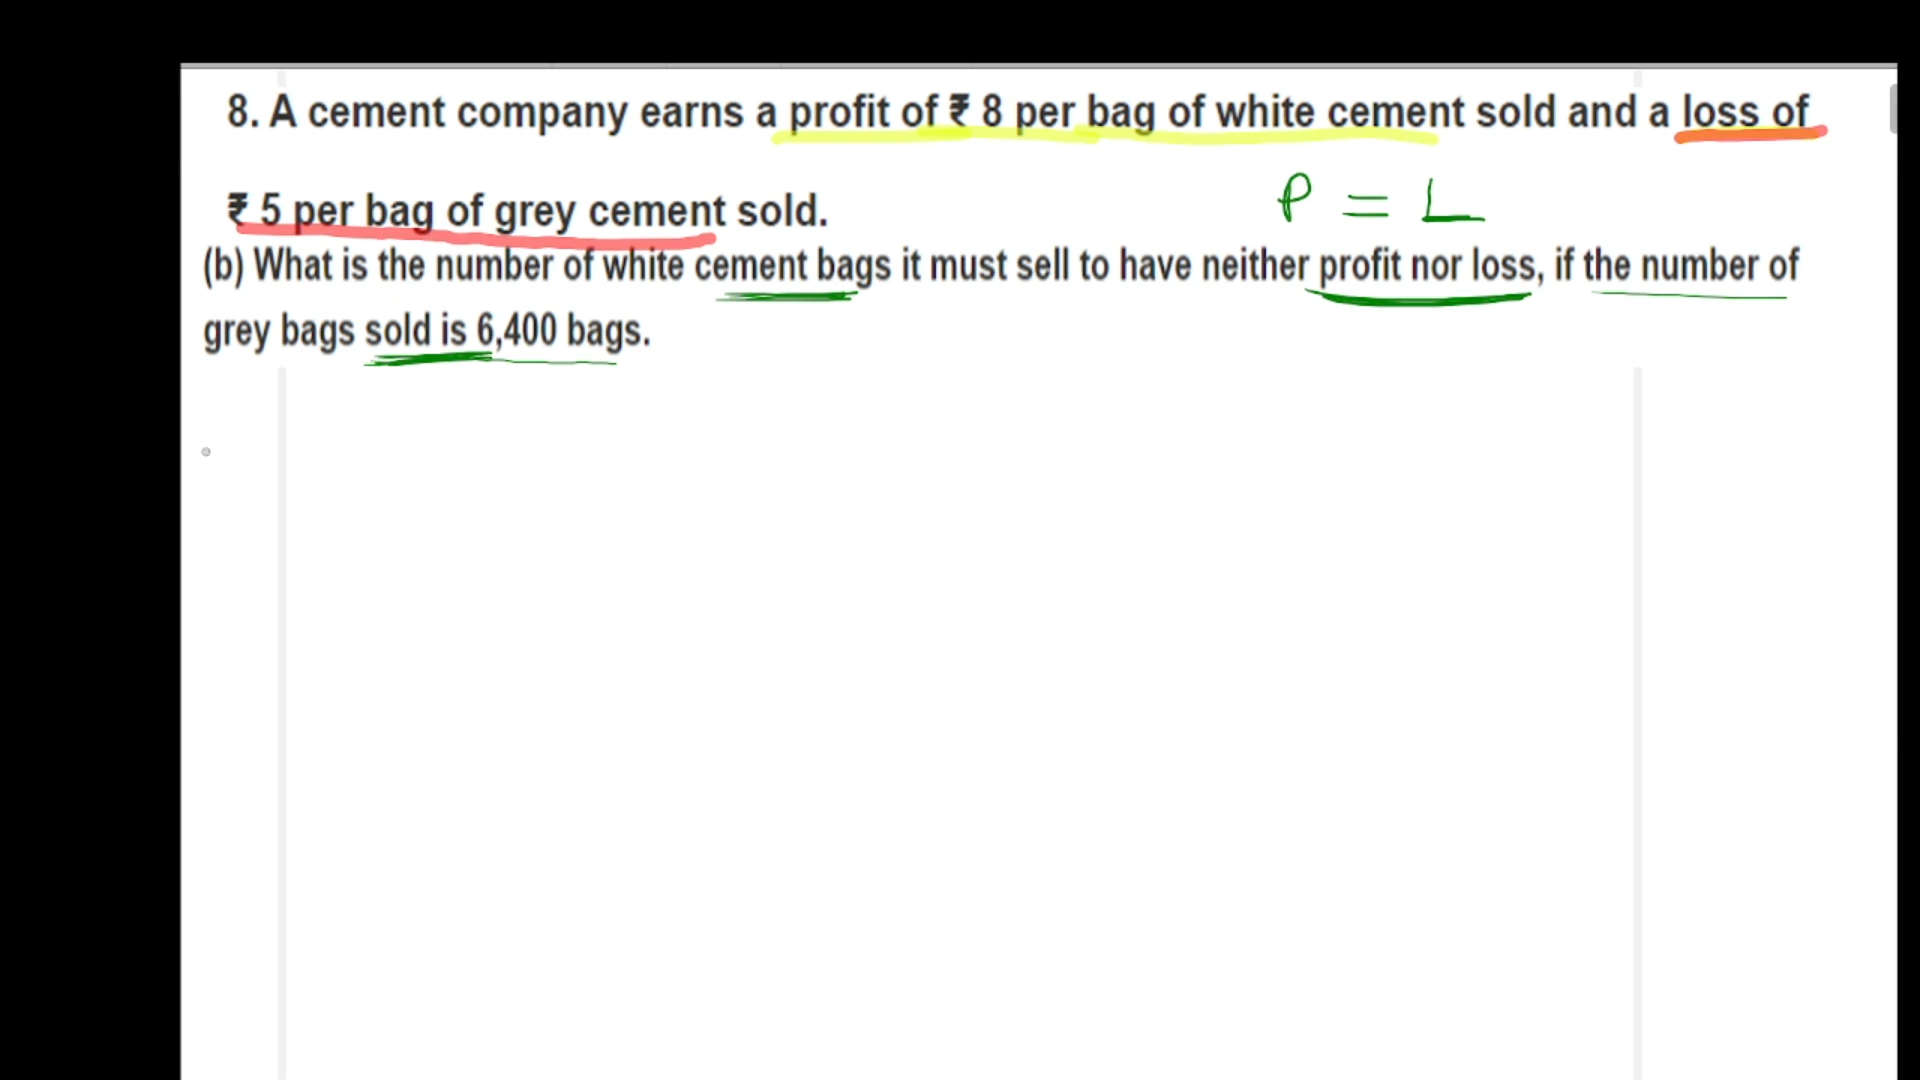 8. A cement company earns a profit of ₹ 8 per bag of white cement sold and a loss of
₹ 5 per bag of grey cement sold.
P = L
(b) What is the number of white cement bags it must sell to have neither profit nor loss, if the number of
grey bags sold is 6,400 bags.